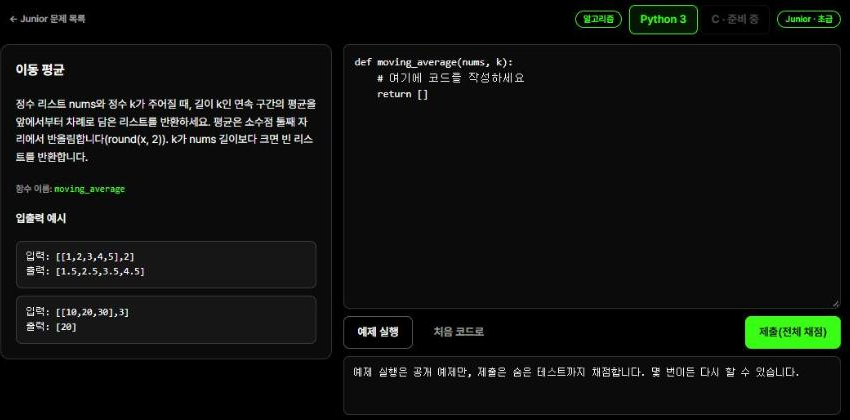 ← Junior 문제 목록
알고리즘
Python 3
C · 준비 중
Junior · 초급
이동 평균
정수 리스트 nums와 정수 k가 주어질 때, 길이 k인 연속 구간의 평균을
앞에서부터 차례로 담은 리스트를 반환하세요. 평균은 소수점 둘째 자
리에서 반올림합니다(round(x, 2)). k가 nums 길이보다 크면 빈 리스
트를 반환합니다.
함수 이름: moving_average
입출력 예시
입력: [[1,2,3,4,5],2]
출력: [1.5,2.5,3.5,4.5]
입력: [[10,20,30],3]
출력: [20]
def moving_average(nums, k):
    # 여기에 코드를 작성하세요
    return []
예제 실행
처음 코드로
제출(전체 채점)
예제 실행은 공개 예제만, 제출은 숨은 테스트까지 채점합니다. 몇 번이든 다시 할 수 있습니다.